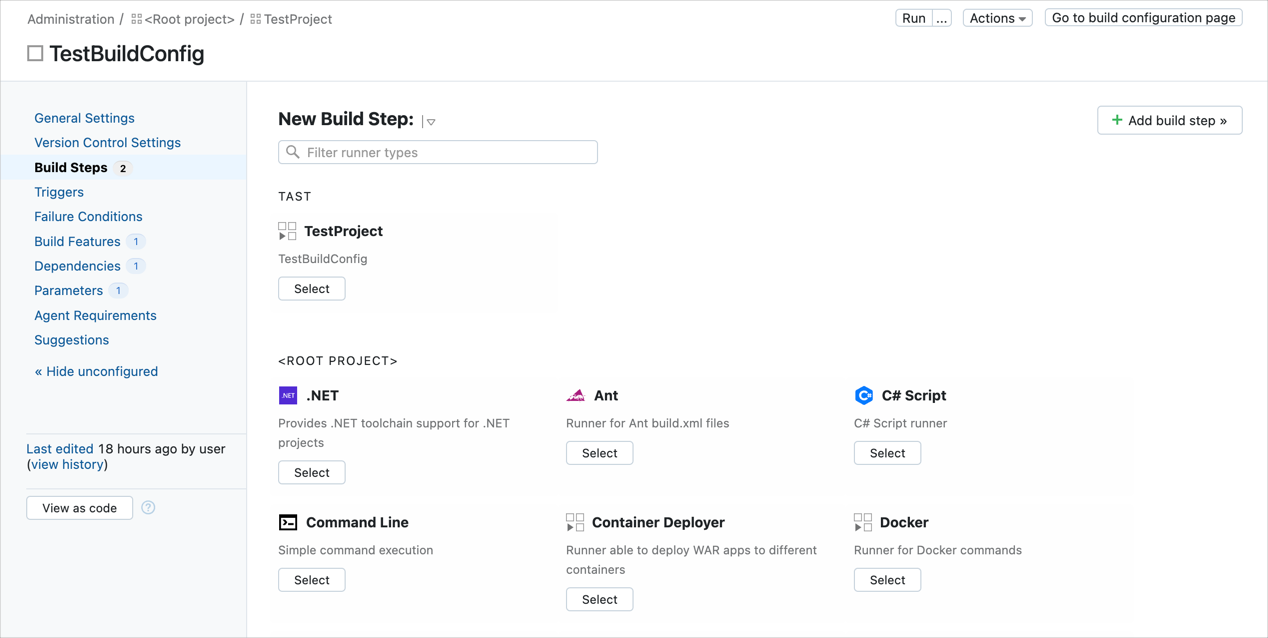 Administration / <Root project> / TestProject
Run ... Actions Go to build configuration page
TestBuildConfig
General Settings
Version Control Settings
Build Steps 2
Triggers
Failure Conditions
Build Features 1
Dependencies 1
Parameters 1
Agent Requirements
Suggestions
« Hide unconfigured
Last edited 18 hours ago by user
(view history)
View as code ?
New Build Step:
+ Add build step »
Filter runner types
TAST
TestProject
TestBuildConfig
Select
<ROOT PROJECT>
.NET .NET
Provides .NET toolchain support for .NET
projects
Select
Ant
Runner for Ant build.xml files
Select
C# C# Script
C# Script runner
Select
Command Line
Simple command execution
Select
Container Deployer
Runner able to deploy WAR apps to different
containers
Select
Docker
Runner for Docker commands
Select